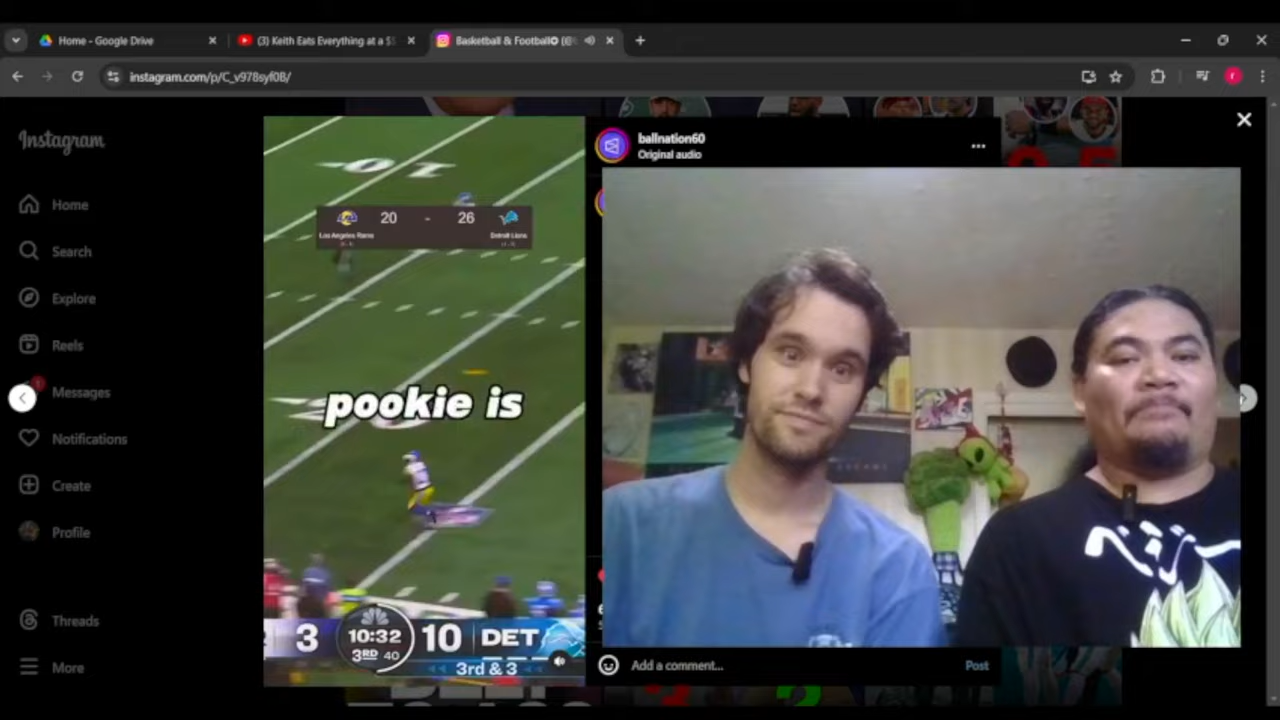 Home - Google Drive
(3) Keith Eats Everything at a $
Basketball & Football
instagram.com/p/C_v978syf0B/
Instagram
Home
Search
Explore
Reels
Messages
Notifications
Create
Profile
Threads
More
20 - 26
Los Angeles Rams
Detroit Lions
pookie is
3
10:32
3RD 40
10 DET
3rd & 3
ballnation60
Original audio
Add a comment...
Post